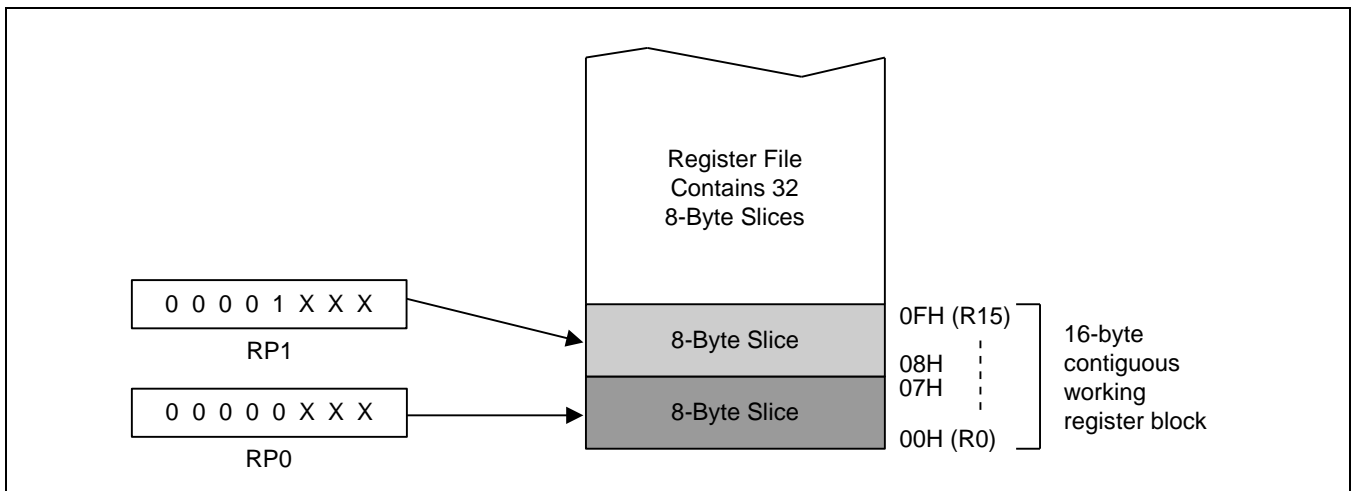 Register File
Contains 32
8-Byte Slices
0 0 0 0 1 X X X
RP1
8-Byte Slice
0FH (R15)
08H
07H
16-byte
contiguous
working
register block
0 0 0 0 0 X X X
RP0
8-Byte Slice
00H (R0)